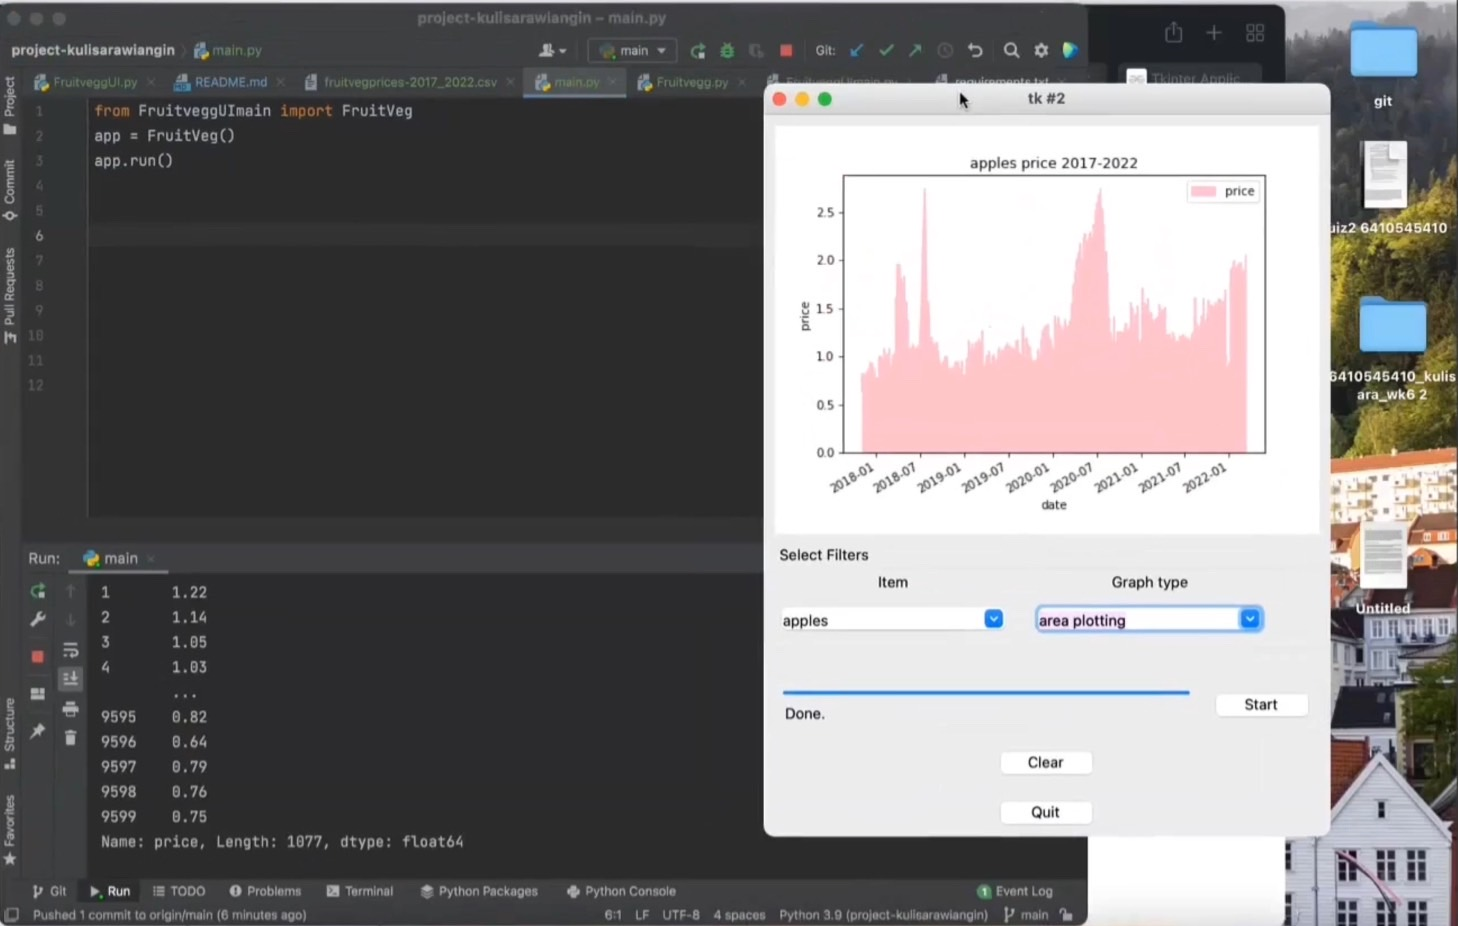 project-kulisarawiangin – main.py
project-kulisarawiangin
main.py
main
Git:
FruitveggUI.py
README.md
fruitvegprices-2017_2022.csv
main.py
Fruitvegg.py
requirements.txt
Tkinter Applic
Project
Commit
Pull Requests
Structure
Favorites
1 from FruitveggUImain import FruitVeg
2 app = FruitVeg()
3 app.run()
4
5
6
7
8
9
10
11
12
tk #2
apples price 2017-2022
price
price
2.5
2.0
1.5
1.0
0.5
0.0
2018-01
2018-07
2019-01
2019-07
2020-01
2020-07
2021-01
2021-07
2022-01
date
Select Filters
Item
Graph type
apples
area plotting
Done.
Start
Clear
Quit
Run:
main
1 1.22
2 1.14
3 1.05
4 1.03
...
9595 0.82
9596 0.64
9597 0.79
9598 0.76
9599 0.75
Name: price, Length: 1077, dtype: float64
Git
Run
TODO
Problems
Terminal
Python Packages
Python Console
1 Event Log
Pushed 1 commit to origin/main (6 minutes ago)
6:1 LF UTF-8 4 spaces Python 3.9 (project-kulisarawiangin) main
git
uiz2 6410545410
6410545410_kulis
ara_wk6 2
Untitled